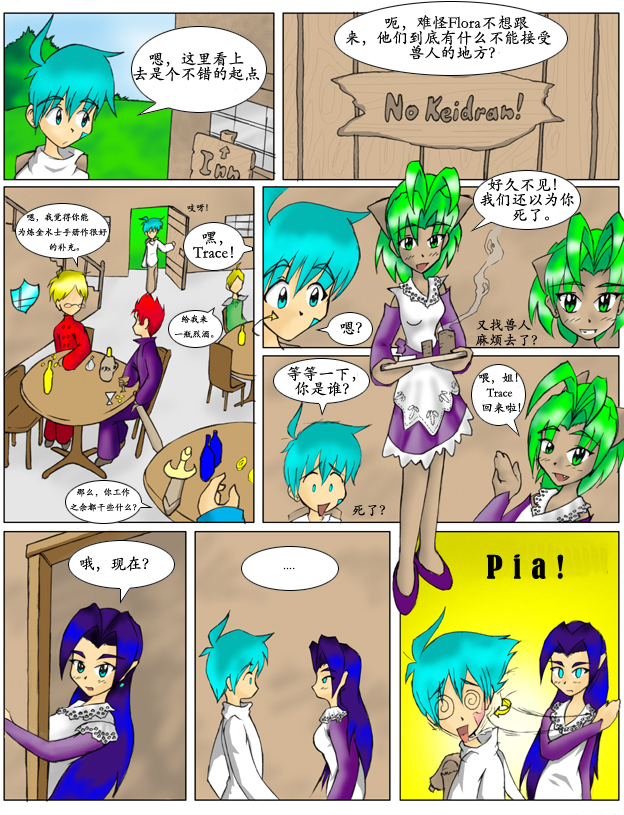 嗯，这里看上
去是个不错的起点
Inn
呃，难怪Flora不想跟
来，他们到底有什么不能接受
兽人的地方？
No Keidran!
嗯，我觉得你能
为炼金术士手册作很好
的补充。
吱呀！
嘿，
Trace！
给我来
一瓶烈酒。
那么，你工作
之余都干些什么？
好久不见！
我们还以为你
死了。
嗯？
又找兽人
麻烦去了？
等等一下，
你是谁？
死了？
喂，姐！
Trace
回来啦！
哦，现在？
....
Pia!